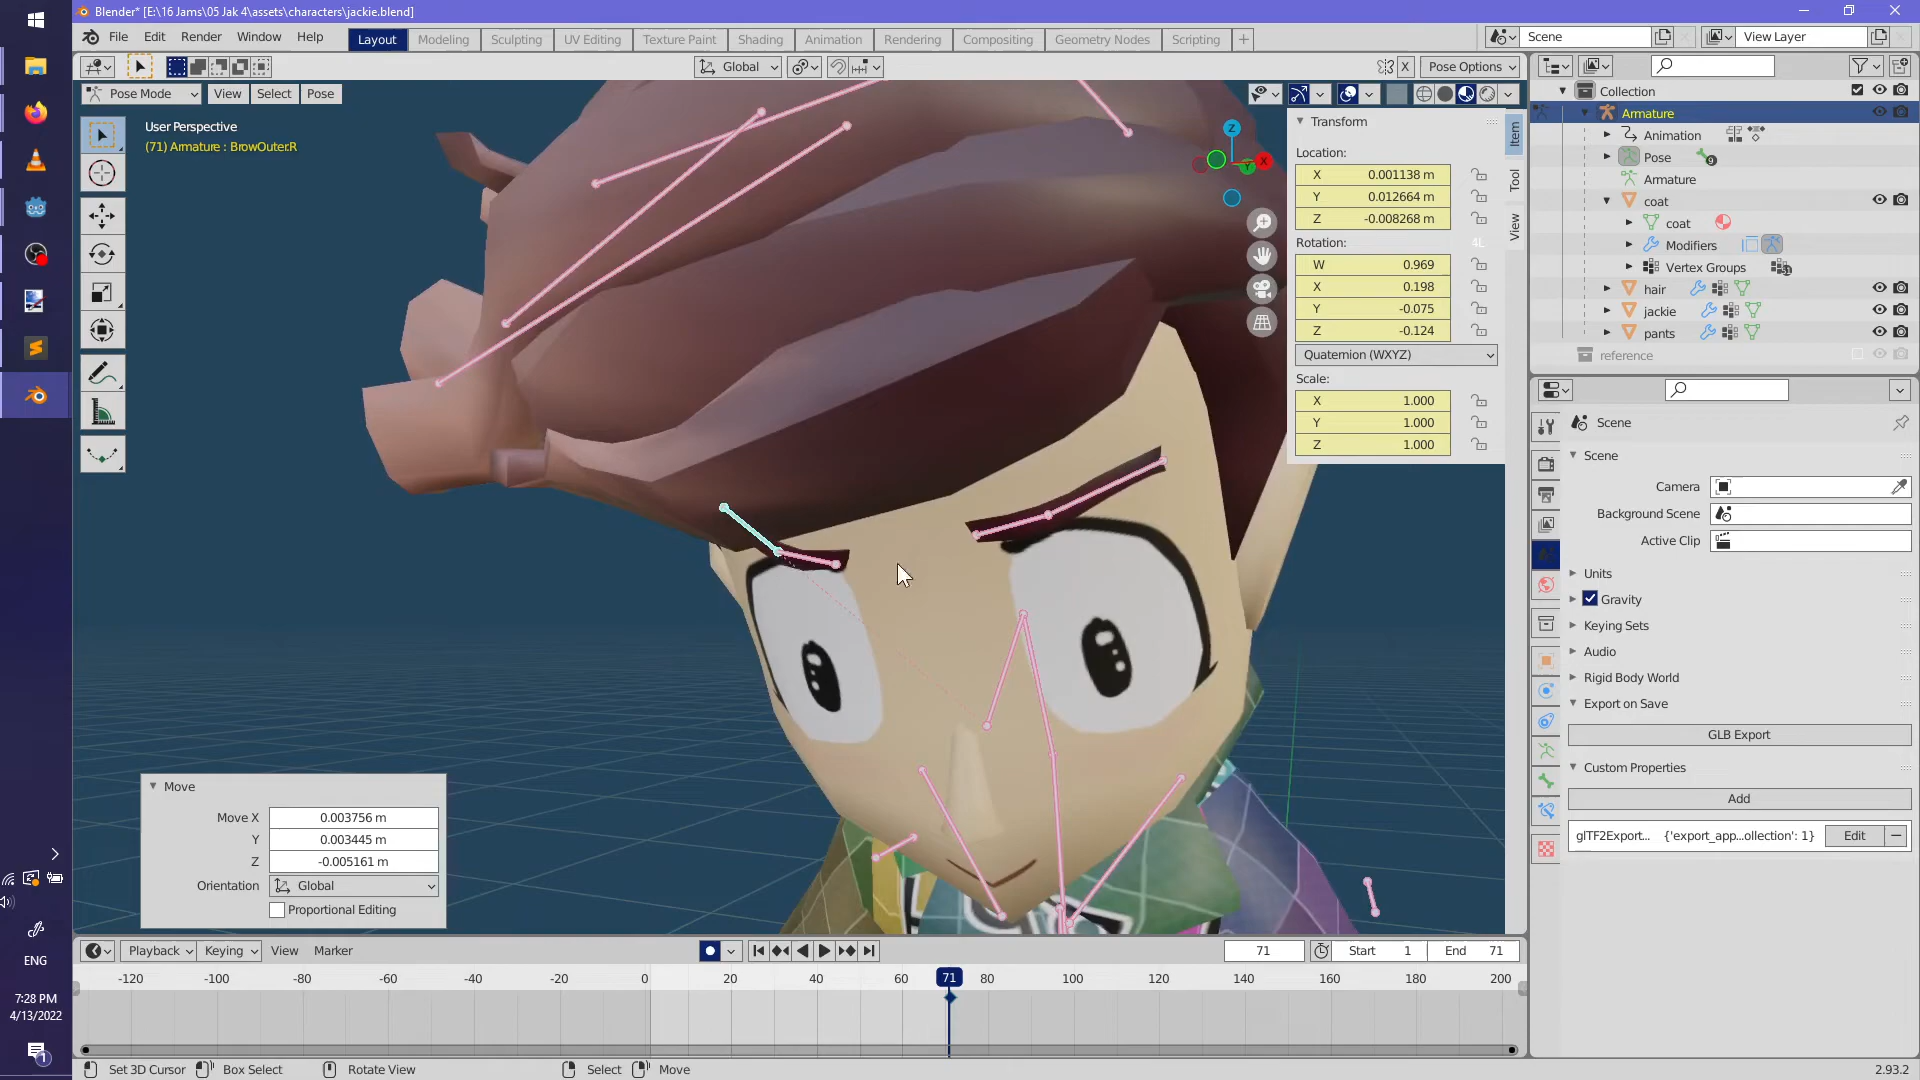 Blender* [E:\16 Jams\05 Jak 4\assets\characters\jackie.blend]
File Edit Render Window Help
Layout Modeling Sculpting UV Editing Texture Paint Shading Animation Rendering Compositing Geometry Nodes Scripting +
Scene
View Layer
Global
X
Pose Options
Pose Mode View Select Pose
User Perspective
(71) Armature : BrowOuter.R
Z
X
Y
Transform
Location:
X 0.001138 m
Y 0.012664 m
Z -0.008268 m
Rotation:
4L
W 0.969
X 0.198
Y -0.075
Z -0.124
Quaternion (WXYZ)
Scale:
X 1.000
Y 1.000
Z 1.000
Item
Tool
View
Collection
Armature
Animation
Pose
9
Armature
coat
coat
Modifiers
Vertex Groups
hair
jackie
pants
reference
Scene
Scene
Camera
Background Scene
Active Clip
Units
Gravity
Keying Sets
Audio
Rigid Body World
Export on Save
GLB Export
Custom Properties
Add
glTF2Export... {'export_app...ollection': 1} Edit
Move
Move X 0.003756 m
Y 0.003445 m
Z -0.005161 m
Orientation Global
Proportional Editing
Playback Keying View Marker
71
Start 1
End 71
-120 -100 -80 -60 -40 -20 0 20 40 60 71 80 100 120 140 160 180 200
Set 3D Cursor Box Select Rotate View Select Move
2.93.2
ENG
7:28 PM
4/13/2022
1